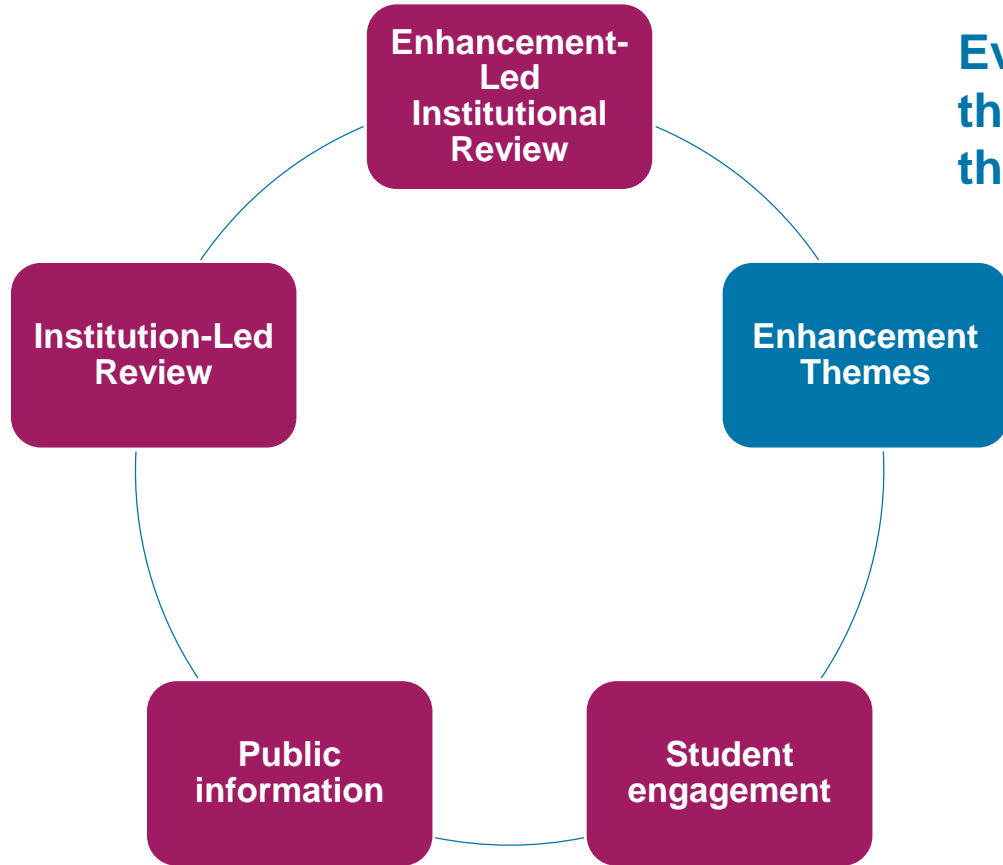 Enhancement-
Led
Institutional
Review
Institution-Led
Review
Enhancement
Themes
Public
information
Student
engagement